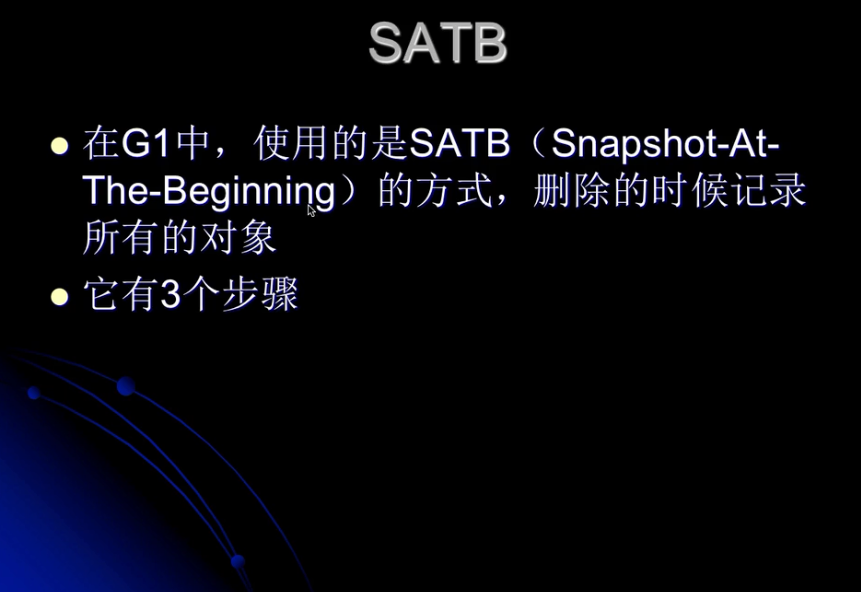 SATB
在G1中，使用的是SATB（Snapshot-At-
The-Beginning）的方式，删除的时候记录
所有的对象
它有3个步骤